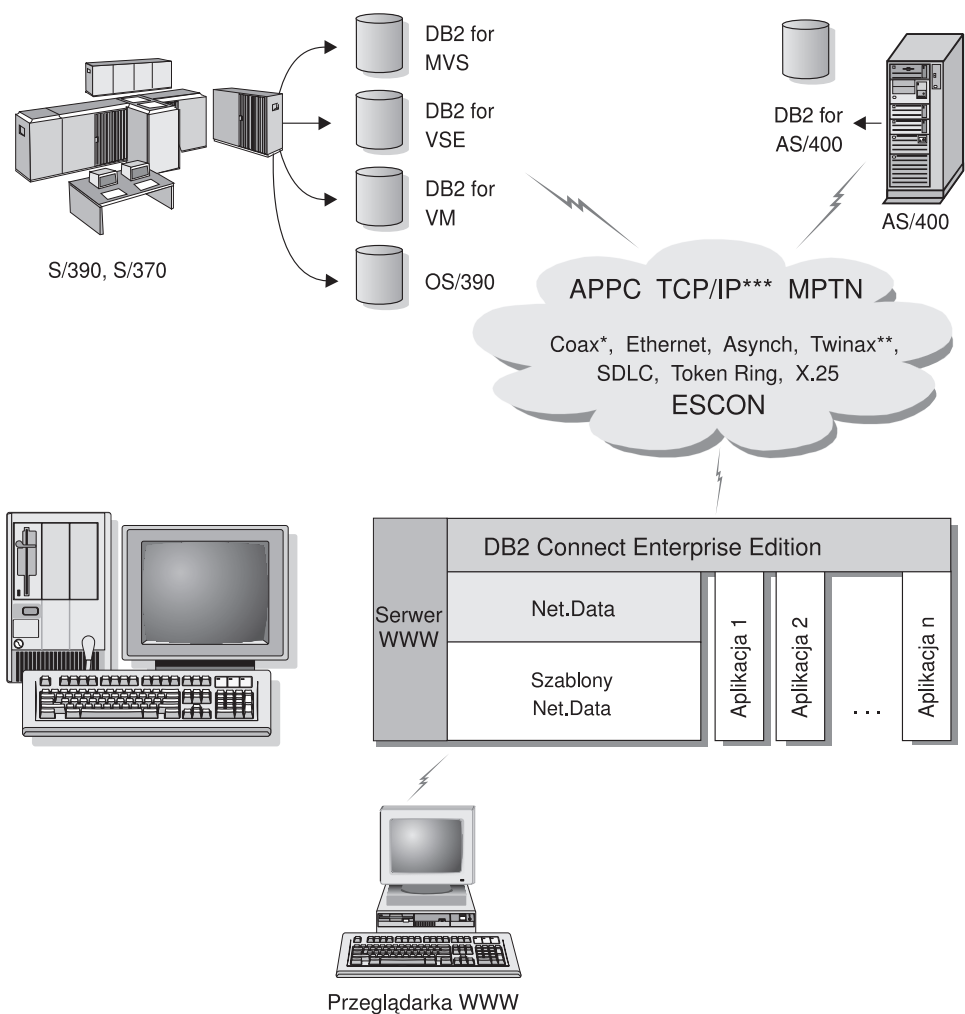 DB2 for
MVS
DB2 for
VSE
DB2 for
VM
OS/390
S/390, S/370
DB2 for
AS/400
AS/400
APPC TCP/IP*** MPTN
Coax*, Ethernet, Asynch, Twinax**,
SDLC, Token Ring, X.25
ESCON
DB2 Connect Enterprise Edition
Serwer
WWW
Net.Data
Szablony
Net.Data
Aplikacja 1
Aplikacja 2
. . .
Aplikacja n
Przeglądarka WWW